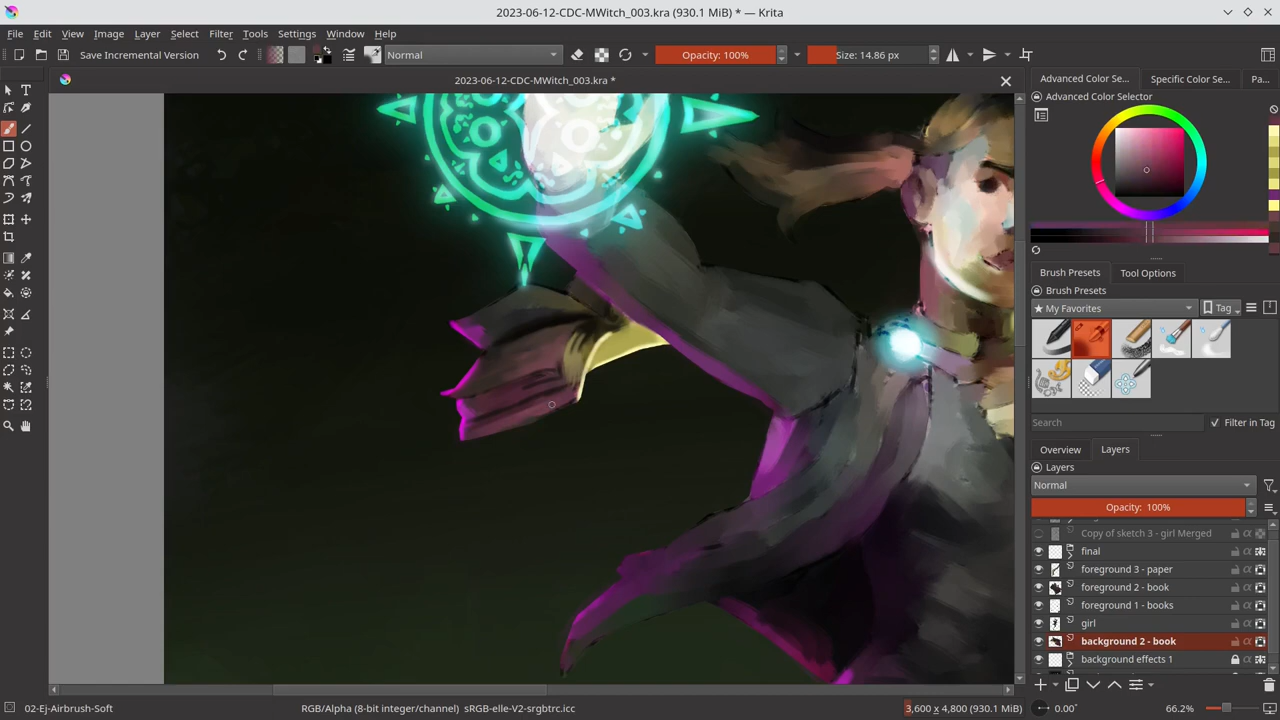 2023-06-12-CDC-MWitch_003.kra (930.1 MiB) * — Krita
File Edit View Image Layer Select Filter Tools Settings Window Help
Save Incremental Version Normal Opacity: 100% Size: 14.86 px
2023-06-12-CDC-MWitch_003.kra *
Advanced Color Se... Specific Color Se... Pa...
Advanced Color Selector
Brush Presets Tool Options
Brush Presets
★ My Favorites Tag
Search Filter in Tag
Overview Layers
Layers
Normal
Opacity: 100%
Copy of sketch 3 - girl Merged
final
foreground 3 - paper
foreground 2 - book
foreground 1 - books
girl
background 2 - book
background effects 1
02-Ej-Airbrush-Soft RGB/Alpha (8-bit integer/channel) sRGB-elle-V2-srgbtrc.icc 3,600 x 4,800 (930.1 MiB) 0.00° 66.2%